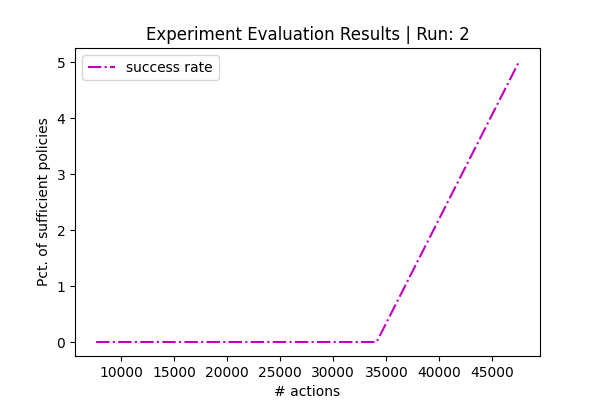 Experiment Evaluation Results | Run: 2
success rate
Pct. of sufficient policies
5
4
3
2
1
0
10000 15000 20000 25000 30000 35000 40000 45000
# actions